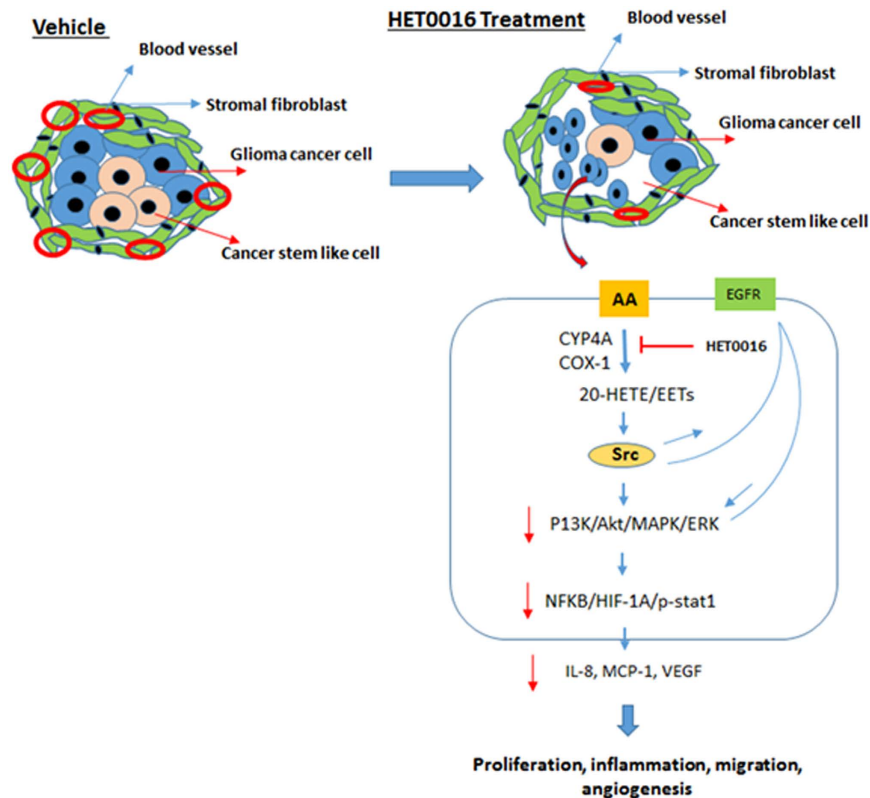 Vehicle
Blood vessel
Stromal fibroblast
Glioma cancer cell
Cancer stem like cell
HET0016 Treatment
Blood vessel
Stromal fibroblast
Glioma cancer cell
Cancer stem like cell
AA
EGFR
CYP4A
COX-1
HET0016
20-HETE/EETs
Src
P13K/Akt/MAPK/ERK
NFKB/HIF-1A/p-stat1
IL-8, MCP-1, VEGF
Proliferation, inflammation, migration,
angiogenesis